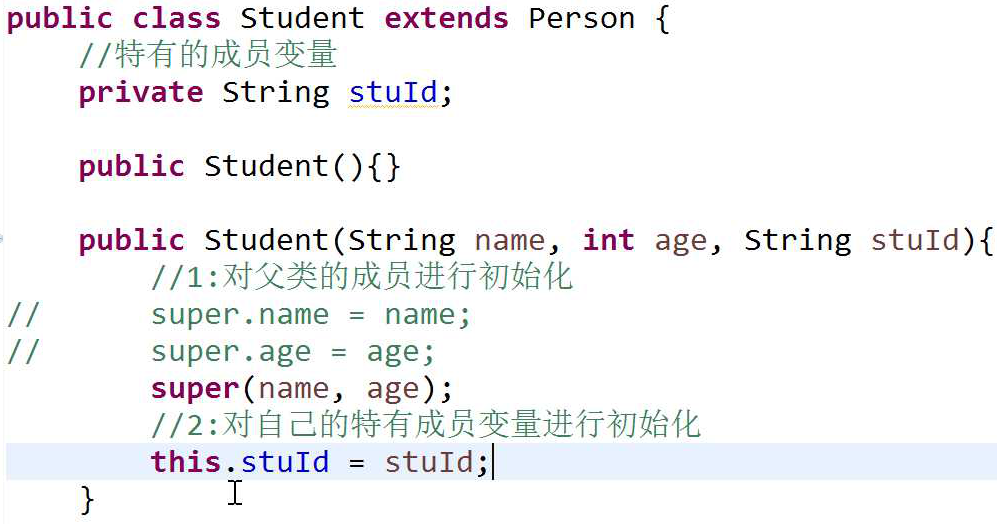 public class Student extends Person {
    //特有的成员变量
    private String stuId;
    public Student(){}
    public Student(String name, int age, String stuId){
        //1:对父类的成员进行初始化
//      super.name = name;
//      super.age = age;
        super(name, age);
        //2:对自己的特有成员变量进行初始化
        this.stuId = stuId;
    }